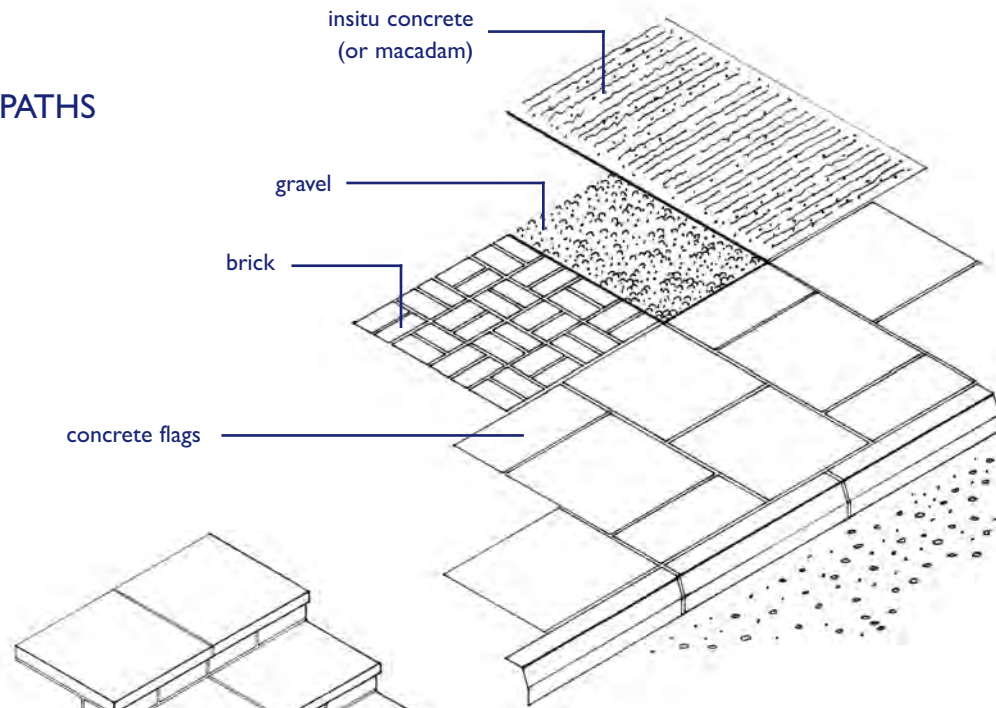 insitu concrete
(or macadam)
PATHS
gravel
brick
concrete flags